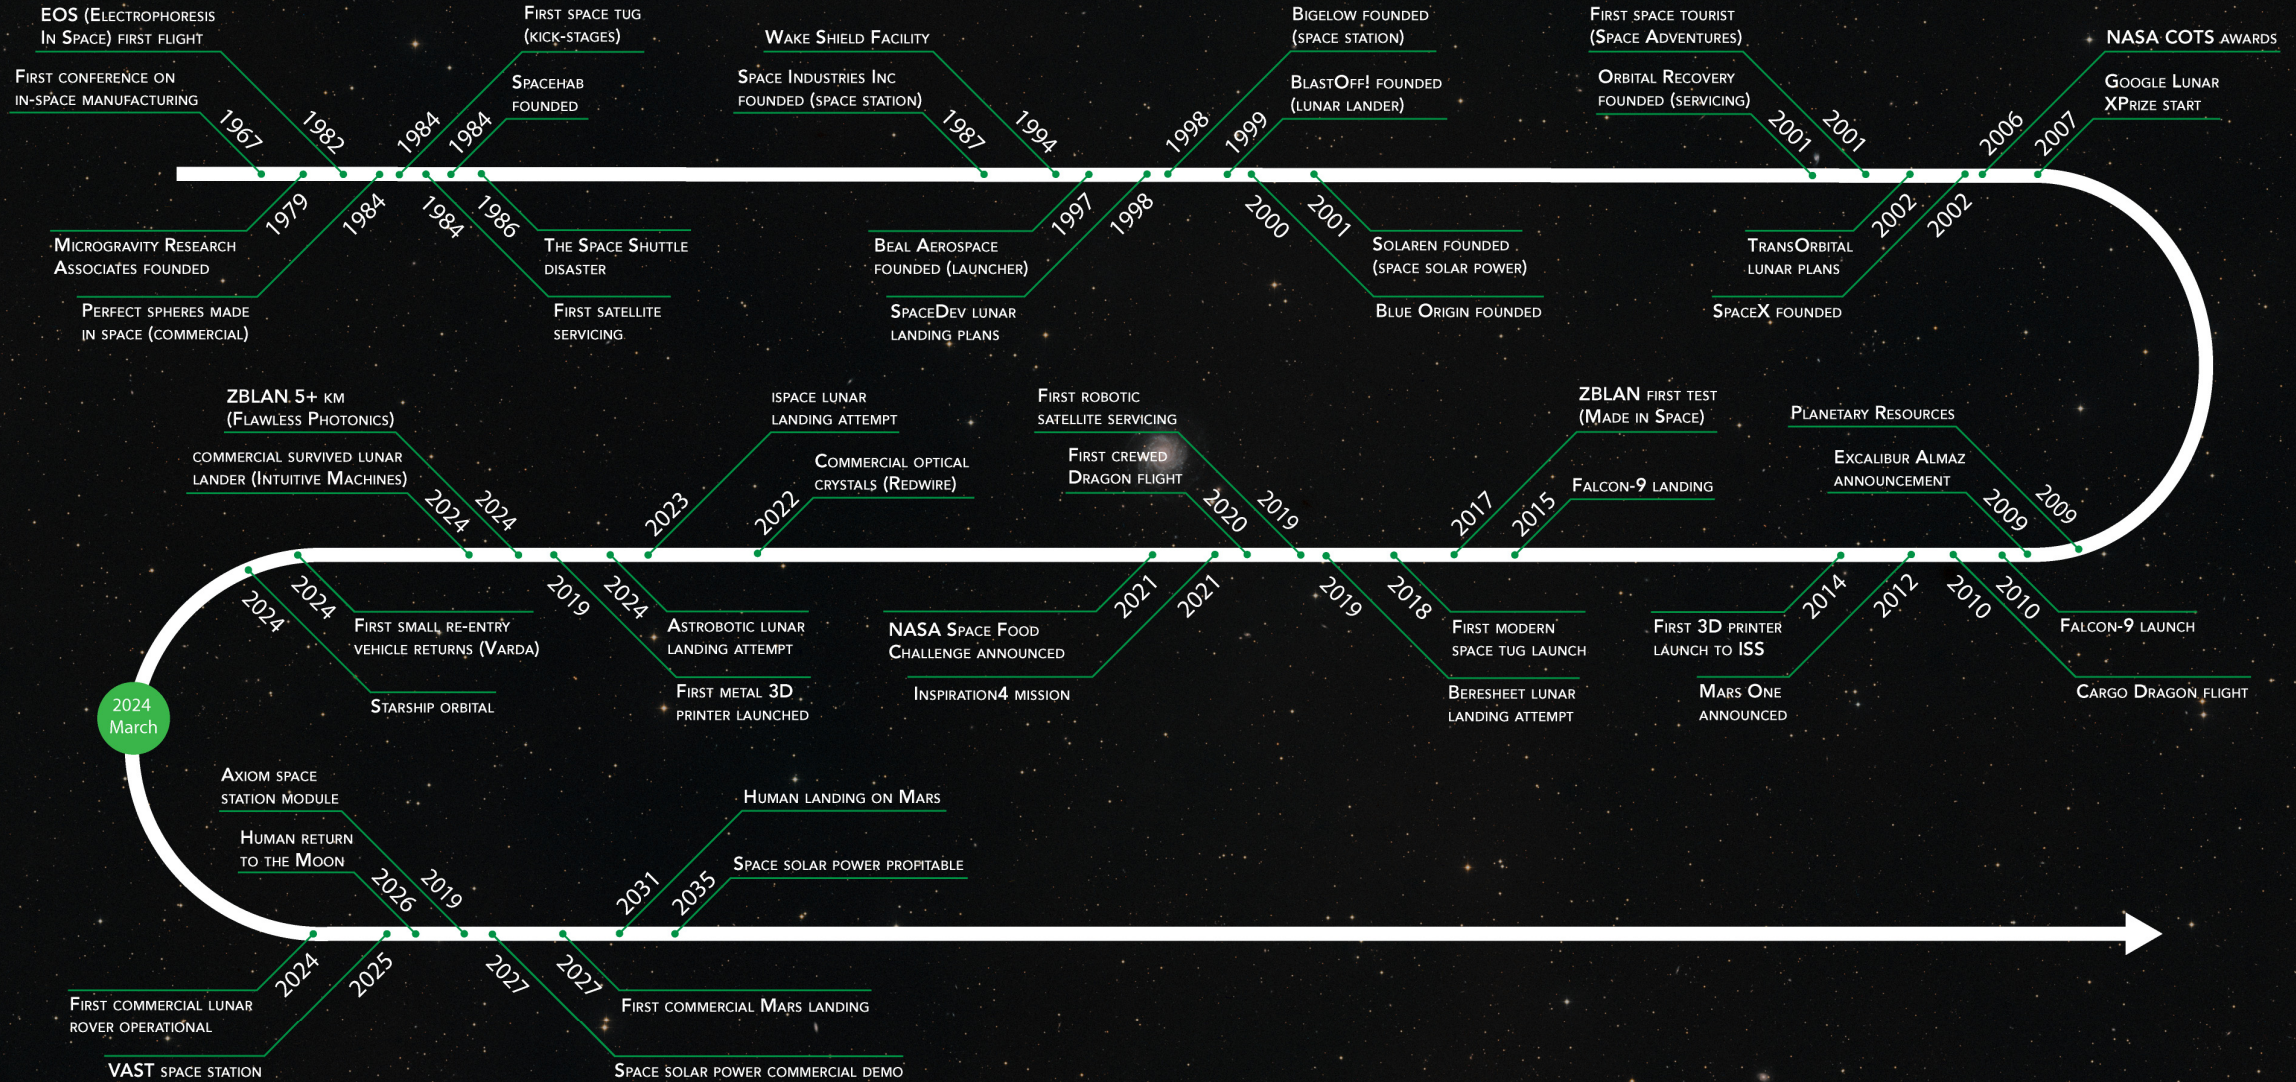 EOS (Electrophoresis
In Space) first flight
First conference on
in-space manufacturing
1967
1982
First space tug
(kick-stages)
Spacehab
founded
1984
1984
Wake Shield Facility
Space Industries Inc
founded (space station)
1987
1994
Bigelow founded
(space station)
BlastOff! founded
(lunar lander)
1998
1999
First space tourist
(Space Adventures)
Orbital Recovery
founded (servicing)
2001
2001
NASA COTS awards
Google Lunar
XPrize start
2006
2007
1979
Microgravity Research
Associates founded
1984
Perfect spheres made
in space (commercial)
1984
1986
The Space Shuttle
disaster
First satellite
servicing
1997
1998
Beal Aerospace
founded (launcher)
SpaceDev lunar
landing plans
2000
2001
Solaren founded
(space solar power)
Blue Origin founded
2002
2002
TransOrbital
lunar plans
SpaceX founded
ZBLAN 5+ km
(Flawless Photonics)
commercial survived lunar
lander (Intuitive Machines)
2024
2024
ispace lunar
landing attempt
Commercial optical
crystals (Redwire)
2023
2022
First robotic
satellite servicing
First crewed
Dragon flight
2020
2019
ZBLAN first test
(Made in Space)
Falcon-9 landing
2017
2015
Planetary Resources
Excalibur Almaz
announcement
2009
2009
2024
2024
First small re-entry
vehicle returns (Varda)
Starship orbital
2019
2024
Astrobotic lunar
landing attempt
First metal 3D
printer launched
2021
2021
NASA Space Food
Challenge announced
Inspiration4 mission
2019
2018
First modern
space tug launch
Beresheet lunar
landing attempt
2014
2012
First 3D printer
launch to ISS
Mars One
announced
2010
2010
Falcon-9 launch
Cargo Dragon flight
2024
March
Axiom space
station module
Human return
to the Moon
2026
2019
Human landing on Mars
Space solar power profitable
2031
2035
2024
2025
First commercial lunar
rover operational
VAST space station
2027
2027
First commercial Mars landing
Space solar power commercial demo